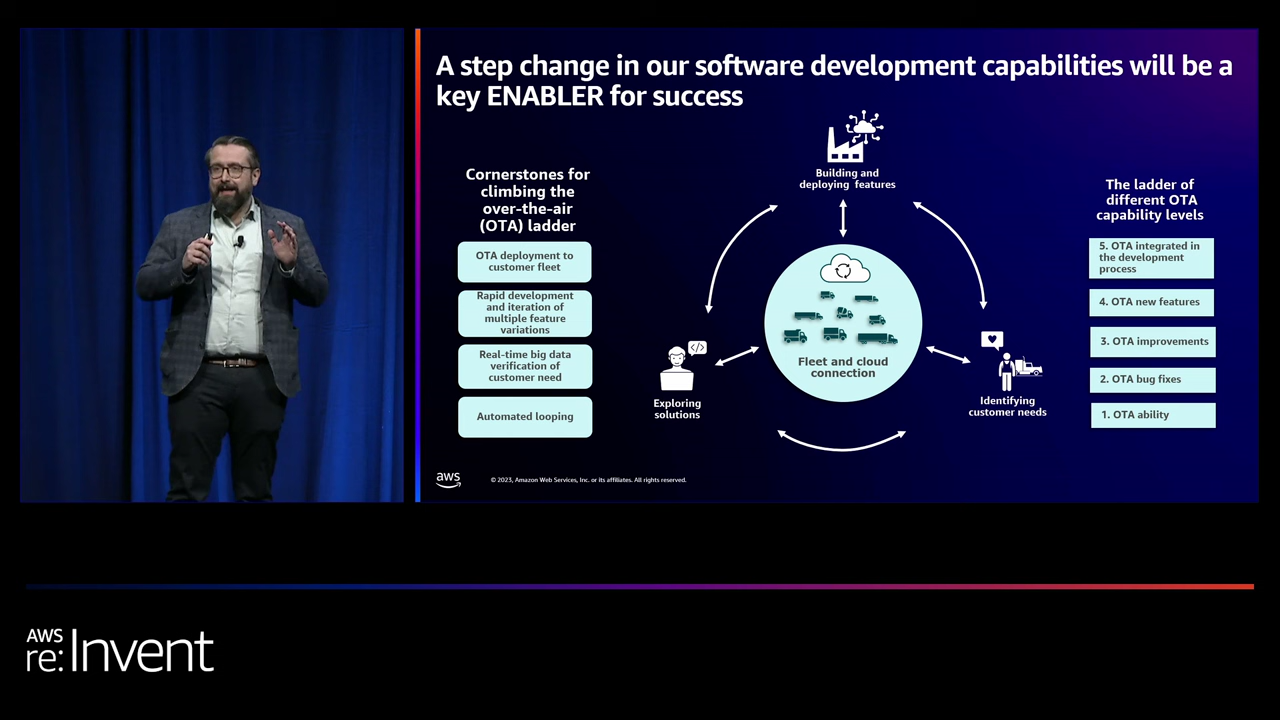 A step change in our software development capabilities will be a
key ENABLER for success
Cornerstones for
climbing the
over-the-air
(OTA) ladder
OTA deployment to
customer fleet
Rapid development
and iteration of
multiple feature
variations
Real-time big data
verification of
customer need
Automated looping
Building and
deploying features
</>
Exploring
solutions
Fleet and cloud
connection
Identifying
customer needs
The ladder of
different OTA
capability levels
5. OTA integrated in
the development
process
4. OTA new features
3. OTA improvements
2. OTA bug fixes
1. OTA ability
aws
© 2023, Amazon Web Services, Inc. or its affiliates. All rights reserved.
AWS
re:Invent